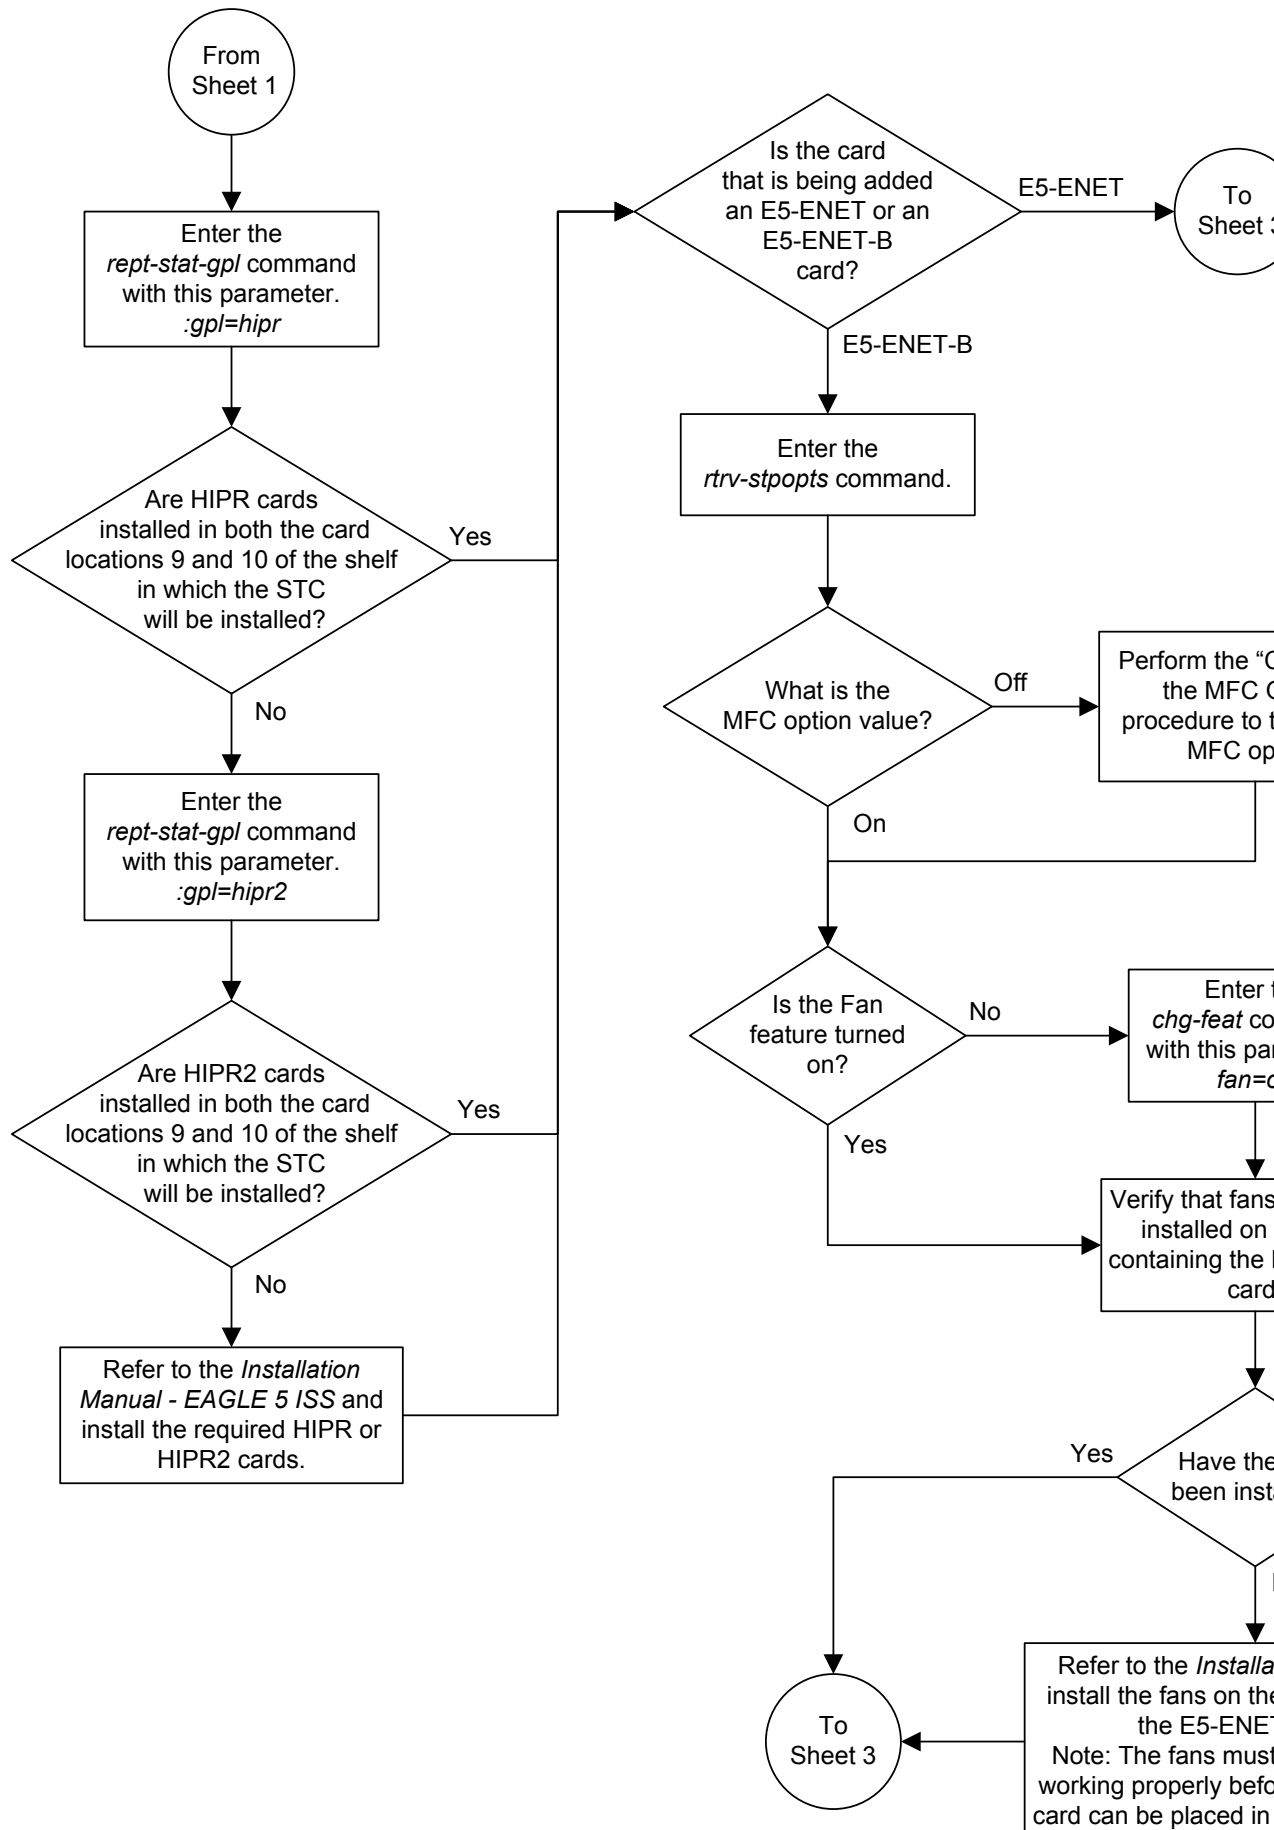 From
Sheet 1
Enter the
rept-stat-gpl command
with this parameter.
:gpl=hipr
Are HIPR cards
installed in both the card
locations 9 and 10 of the shelf
in which the STC
will be installed?
Yes
No
Enter the
rept-stat-gpl command
with this parameter.
:gpl=hipr2
Are HIPR2 cards
installed in both the card
locations 9 and 10 of the shelf
in which the STC
will be installed?
Yes
No
Refer to the Installation
Manual - EAGLE 5 ISS and
install the required HIPR or
HIPR2 cards.
Is the card
that is being added
an E5-ENET or an
E5-ENET-B
card?
E5-ENET
To
Sheet 3
E5-ENET-B
Enter the
rtrv-stpopts command.
What is the
MFC option value?
Off
Perform the
the MFC
procedure to
MFC
On
Is the Fan
feature turned
on?
No
Enter
chg-feat
with this
Yes
Verify that fans
installed on
containing the
card
Have the
been
Yes
Refer to the
install the fans on
the
Note: The fans must
working properly
card can be placed in
To
Sheet 3